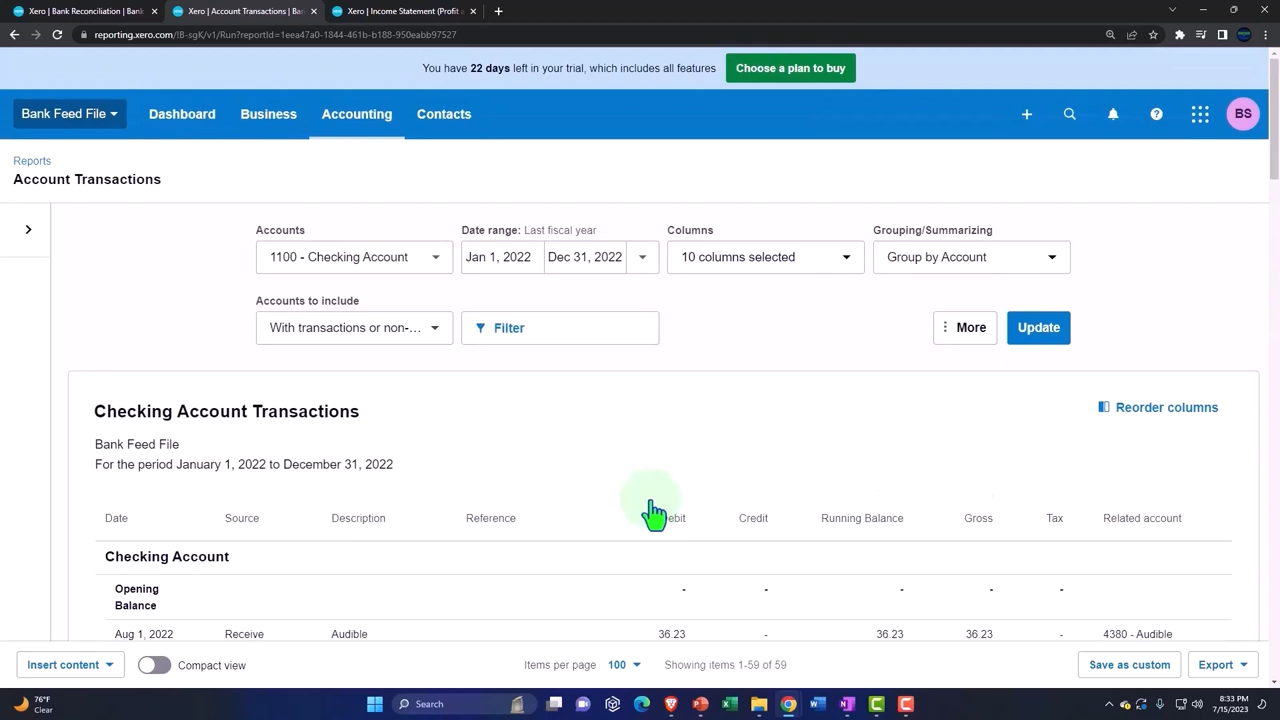 Xero | Bank Reconciliation | Bank
Xero | Account Transactions | Ban
Xero | Income Statement (Profit a
reporting.xero.com/IB-sgK/v1/Run?reportId=1eea47a0-1844-461b-b188-950eabb97527
You have 22 days left in your trial, which includes all features
Choose a plan to buy
Bank Feed File
Dashboard
Business
Accounting
Contacts
BS
Reports
Account Transactions
Accounts
Date range: Last fiscal year
Columns
Grouping/Summarizing
1100 - Checking Account
Jan 1, 2022
Dec 31, 2022
10 columns selected
Group by Account
Accounts to include
With transactions or non-...
Filter
More
Update
Checking Account Transactions
Reorder columns
Bank Feed File
For the period January 1, 2022 to December 31, 2022
Date Source Description Reference ebit Credit Running Balance Gross Tax Related account
Checking Account
Opening
Balance - - - - -
Aug 1, 2022 Receive Audible 36.23 - 36.23 36.23 - 4380 - Audible
Insert content
Compact view
Items per page 100
Showing items 1-59 of 59
Save as custom
Export
76°F
Clear
Search
8:33 PM
7/15/2023